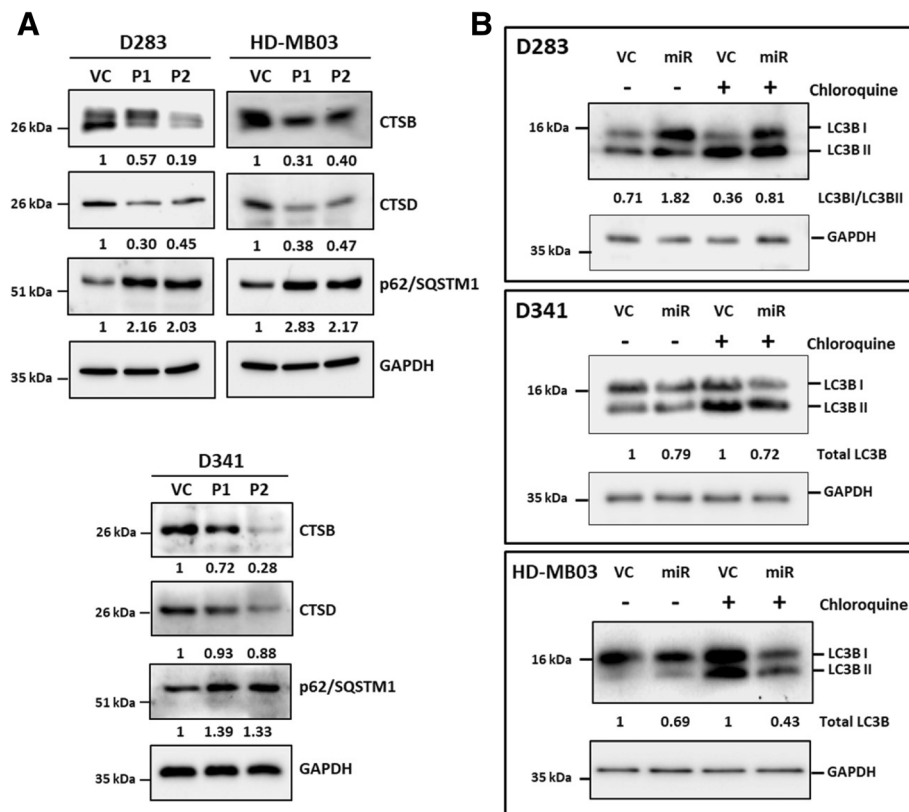 A
D283
HD-MB03
VC P1 P2 VC P1 P2
26 kDa CTSB
1 0.57 0.19 1 0.31 0.40
26 kDa CTSD
1 0.30 0.45 1 0.38 0.47
51 kDa p62/SQSTM1
1 2.16 2.03 1 2.83 2.17
35 kDa GAPDH
D341
VC P1 P2
26 kDa CTSB
1 0.72 0.28
26 kDa CTSD
1 0.93 0.88
51 kDa p62/SQSTM1
1 1.39 1.33
35 kDa GAPDH
B
D283
VC miR VC miR
- - + + Chloroquine
16 kDa LC3B I
LC3B II
0.71 1.82 0.36 0.81 LC3BI/LC3BII
GAPDH
35 kDa
D341
VC miR VC miR
- - + + Chloroquine
16 kDa LC3B I
LC3B II
1 0.79 1 0.72 Total LC3B
35 kDa GAPDH
HD-MB03
VC miR VC miR
- - + + Chloroquine
16 kDa LC3B I
LC3B II
1 0.69 1 0.43 Total LC3B
35 kDa GAPDH